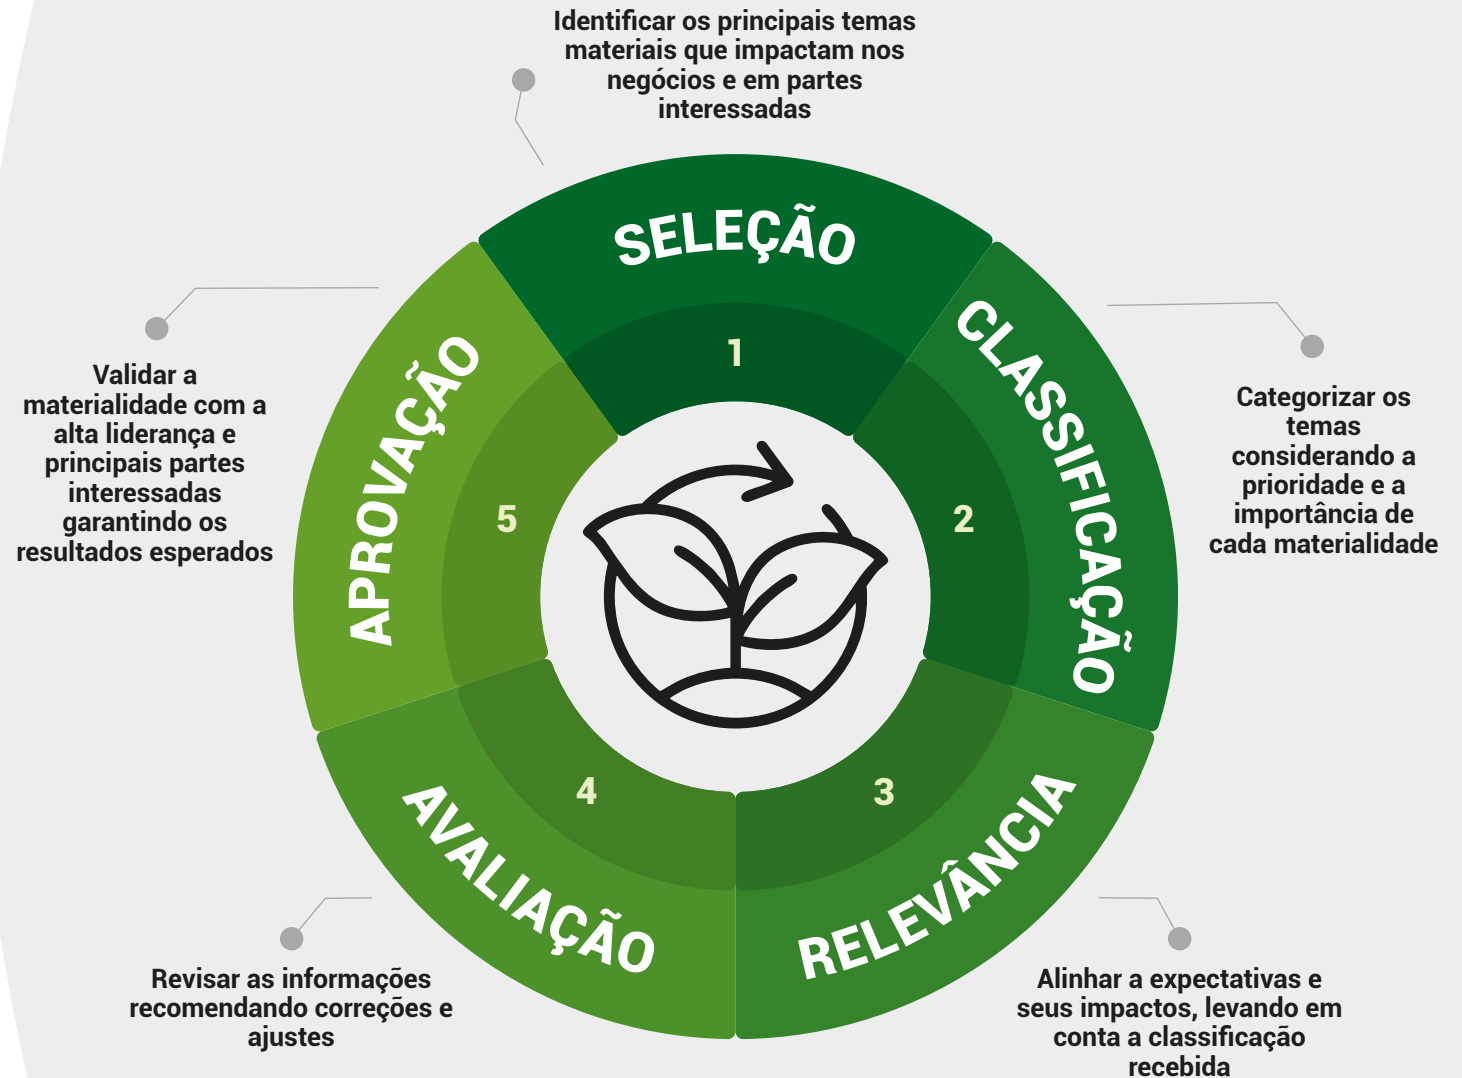 Identificar os principais temas
materiais que impactam nos
negócios e em partes
interessadas
SELEÇÃO
1
CLASSIFICAÇÃO
2
Categorizar os
temas
considerando a
prioridade e a
importância de
cada materialidade
RELEVÂNCIA
3
Alinhar a expectativas e
seus impactos, levando em
conta a classificação
recebida
AVALIAÇÃO
4
Revisar as informações
recomendando correções e
ajustes
APROVAÇÃO
5
Validar a
materialidade com a
alta liderança e
principais partes
interessadas
garantindo os
resultados esperados